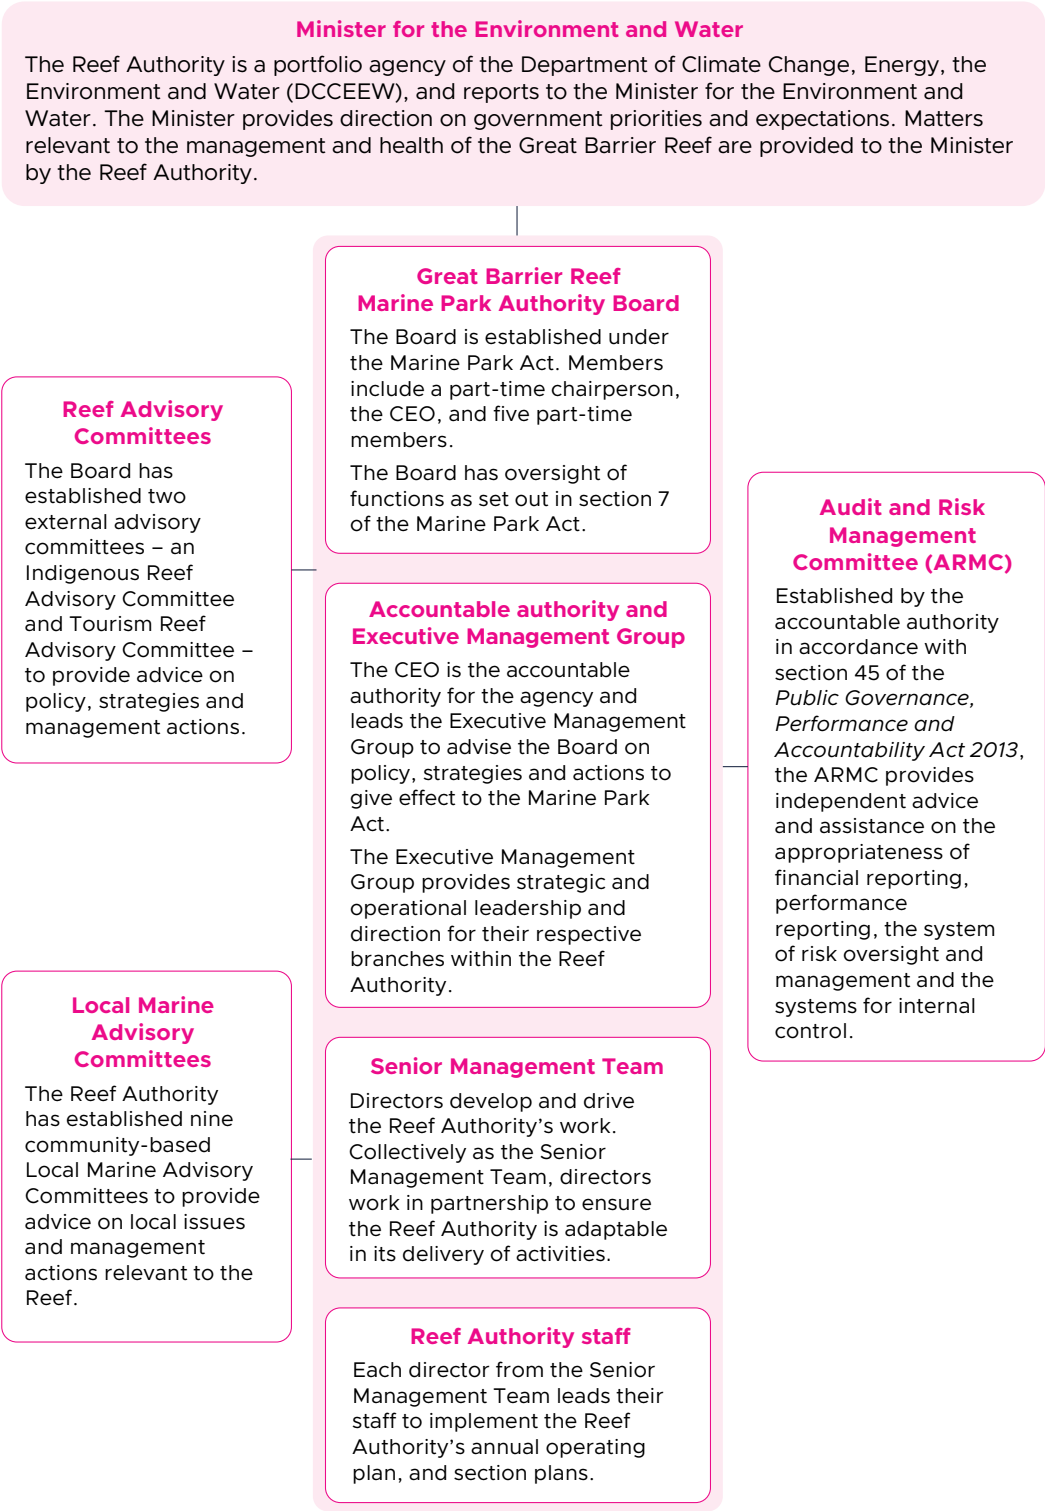 Minister for the Environment and Water
The Reef Authority is a portfolio agency of the Department of Climate Change, Energy, the
Environment and Water (DCCEEW), and reports to the Minister for the Environment and
Water. The Minister provides direction on government priorities and expectations. Matters
relevant to the management and health of the Great Barrier Reef are provided to the Minister
by the Reef Authority.
Great Barrier Reef
Marine Park Authority Board
The Board is established under
the Marine Park Act. Members
include a part-time chairperson,
the CEO, and five part-time
members.
The Board has oversight of
functions as set out in section 7
of the Marine Park Act.
Reef Advisory
Committees
The Board has
established two
external advisory
committees – an
Indigenous Reef
Advisory Committee
and Tourism Reef
Advisory Committee –
to provide advice on
policy, strategies and
management actions.
Audit and Risk
Management
Committee (ARMC)
Established by the
accountable authority
in accordance with
section 45 of the
Public Governance,
Performance and
Accountability Act 2013,
the ARMC provides
independent advice
and assistance on the
appropriateness of
financial reporting,
performance
reporting, the system
of risk oversight and
management and the
systems for internal
control.
Accountable authority and
Executive Management Group
The CEO is the accountable
authority for the agency and
leads the Executive Management
Group to advise the Board on
policy, strategies and actions to
give effect to the Marine Park
Act.
The Executive Management
Group provides strategic and
operational leadership and
direction for their respective
branches within the Reef
Authority.
Local Marine
Advisory
Committees
The Reef Authority
has established nine
community-based
Local Marine Advisory
Committees to provide
advice on local issues
and management
actions relevant to the
Reef.
Senior Management Team
Directors develop and drive
the Reef Authority’s work.
Collectively as the Senior
Management Team, directors
work in partnership to ensure
the Reef Authority is adaptable
in its delivery of activities.
Reef Authority staff
Each director from the Senior
Management Team leads their
staff to implement the Reef
Authority’s annual operating
plan, and section plans.